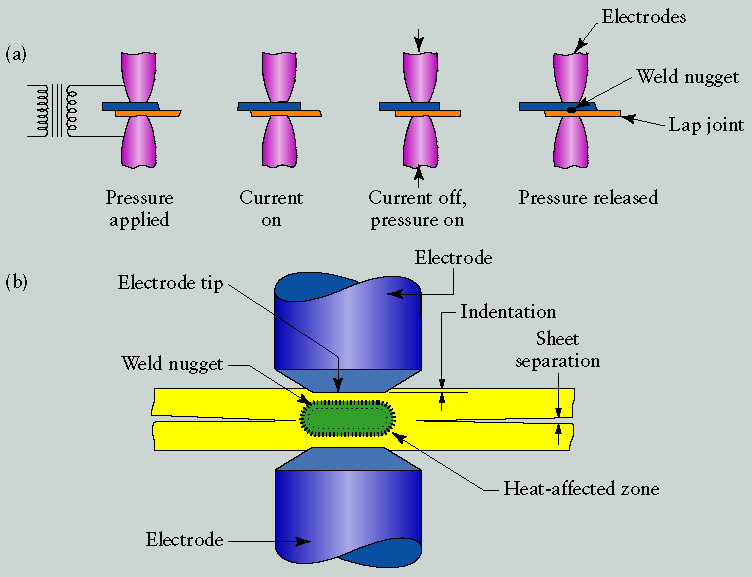 (a)
Electrodes
Weld nugget
Lap joint
Pressure
applied
Current
on
Current off,
pressure on
Pressure released
(b)
Electrode
Electrode tip
Indentation
Sheet
separation
Weld nugget
Heat-affected zone
Electrode